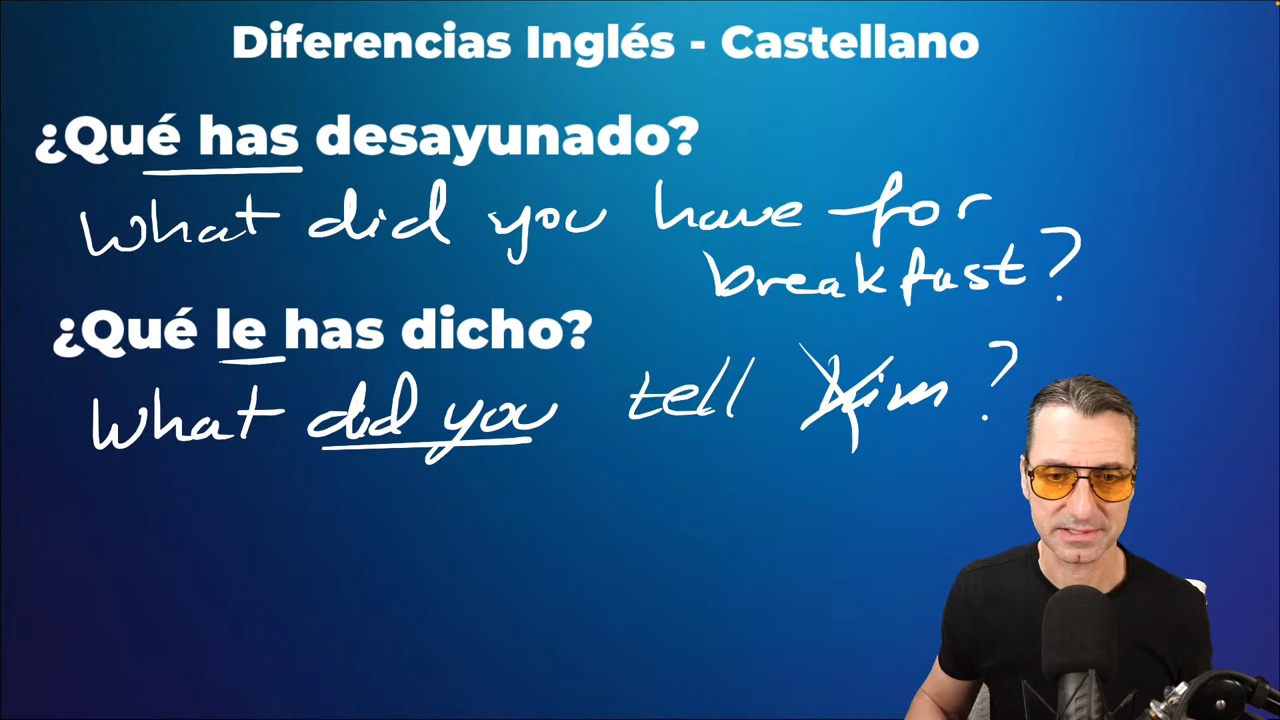 Diferencias Inglés - Castellano
¿Qué has desayunado?
What did you have for
breakfast?
¿Qué le has dicho?
What did you tell him?